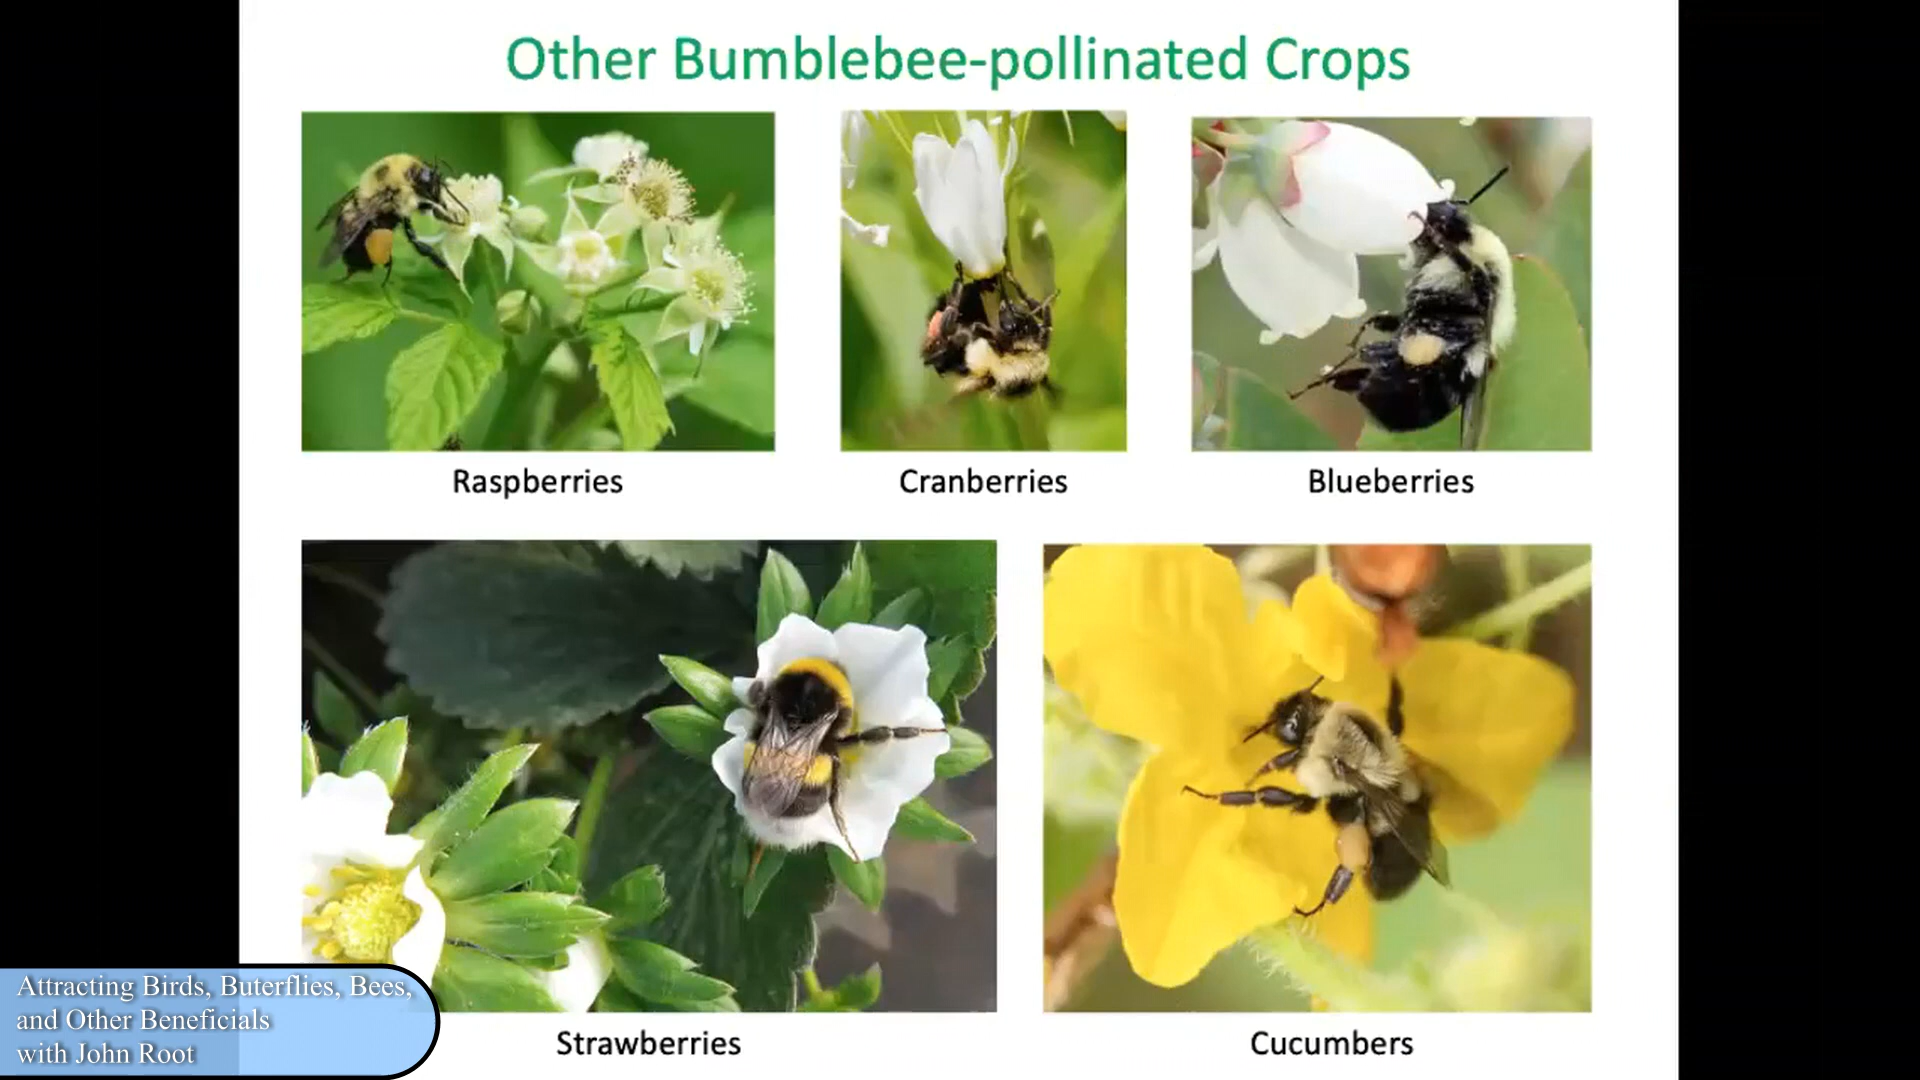 Other Bumblebee-pollinated Crops
Raspberries
Cranberries
Blueberries
Strawberries
Cucumbers
Attracting Birds, Buterflies, Bees,
and Other Beneficials
with John Root